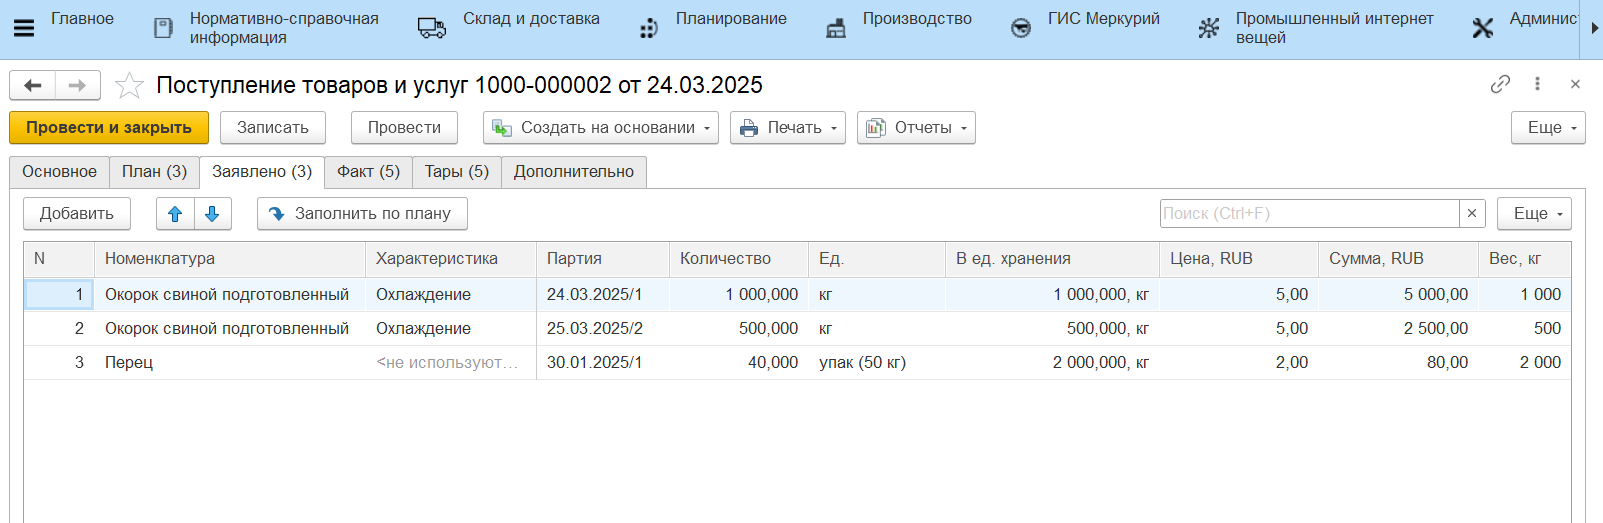 Главное
Нормативно-справочная информация
Склад и доставка
Планирование
Производство
ГИС Меркурий
Промышленный интернет вещей
Админис
Поступление товаров и услуг 1000-000002 от 24.03.2025
Провести и закрыть Записать Провести Создать на основании Печать Отчеты Еще
Основное План (3) Заявлено (3) Факт (5) Тары (5) Дополнительно
Добавить Заполнить по плану Поиск (Ctrl+F) × Еще
N Номенклатура Характеристика Партия Количество Ед. В ед. хранения Цена, RUB Сумма, RUB Вес, кг
1 Окорок свиной подготовленный Охлаждение 24.03.2025/1 1 000,000 кг 1 000,000, кг 5,00 5 000,00 1 000
2 Окорок свиной подготовленный Охлаждение 25.03.2025/2 500,000 кг 500,000, кг 5,00 2 500,00 500
3 Перец <не используют... 30.01.2025/1 40,000 упак (50 кг) 2 000,000, кг 2,00 80,00 2 000